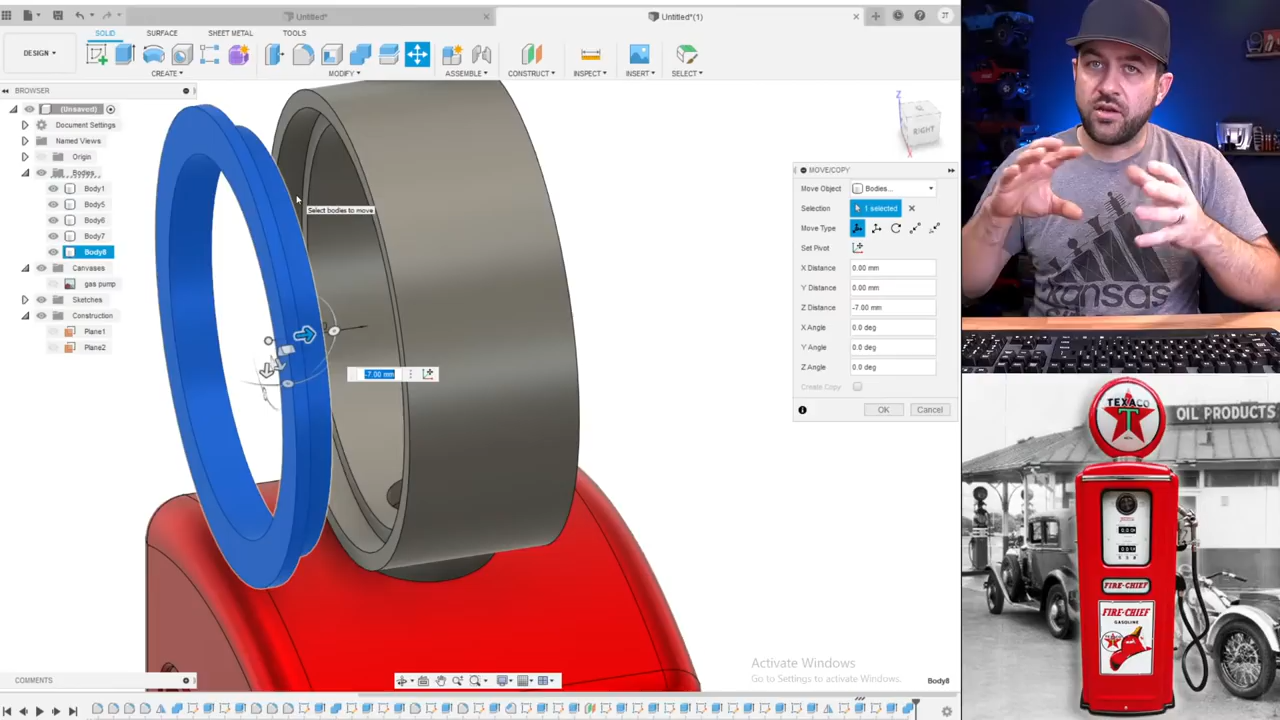 Untitled*
Untitled*(1)
JT
DESIGN
SOLID
SURFACE
SHEET METAL
TOOLS
CREATE
MODIFY
ASSEMBLE
CONSTRUCT
INSPECT
INSERT
SELECT
BROWSER
(Unsaved)
Document Settings
Named Views
Origin
Bodies
Body1
Body5
Body6
Body7
Body8
Canvases
gas pump
Sketches
Construction
Plane1
Plane2
Select bodies to move
-7.00 mm
Z
RIGHT
X
MOVE/COPY
Move Object Bodies...
Selection 1 selected
Move Type
Set Pivot
X Distance 0.00 mm
Y Distance 0.00 mm
Z Distance -7.00 mm
X Angle 0.0 deg
Y Angle 0.0 deg
Z Angle 0.0 deg
Create Copy
OK Cancel
Activate Windows
Go to Settings to activate Windows.
COMMENTS
Body8
adidas
kansas
TEXACO
T
OIL PRODUCTS
FIRE-CHIEF
FIRE-CHIEF
GASOLINE